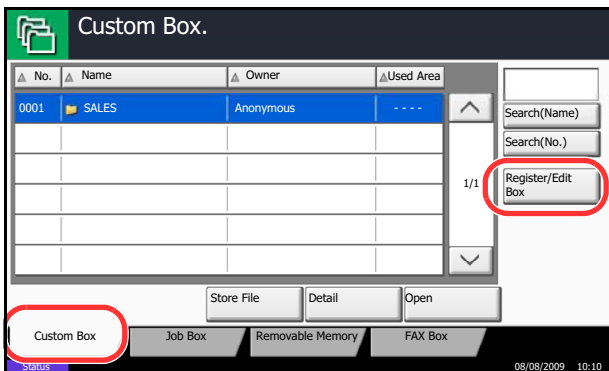 Custom Box.
No. Name Owner Used Area
0001 SALES Anonymous - - - -
Search(Name)
Search(No.)
1/1
Register/Edit
Box
Store File Detail Open
Custom Box Job Box Removable Memory FAX Box
Status 08/08/2009 10:10